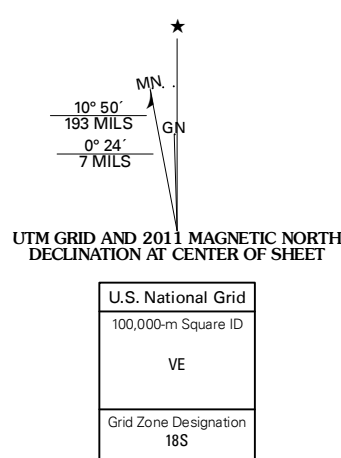 ★
MN
10° 50´
193 MILS
GN
0° 24´
7 MILS
UTM GRID AND 2011 MAGNETIC NORTH
DECLINATION AT CENTER OF SHEET
U.S. National Grid
100,000-m Square ID
VE
Grid Zone Designation
18S